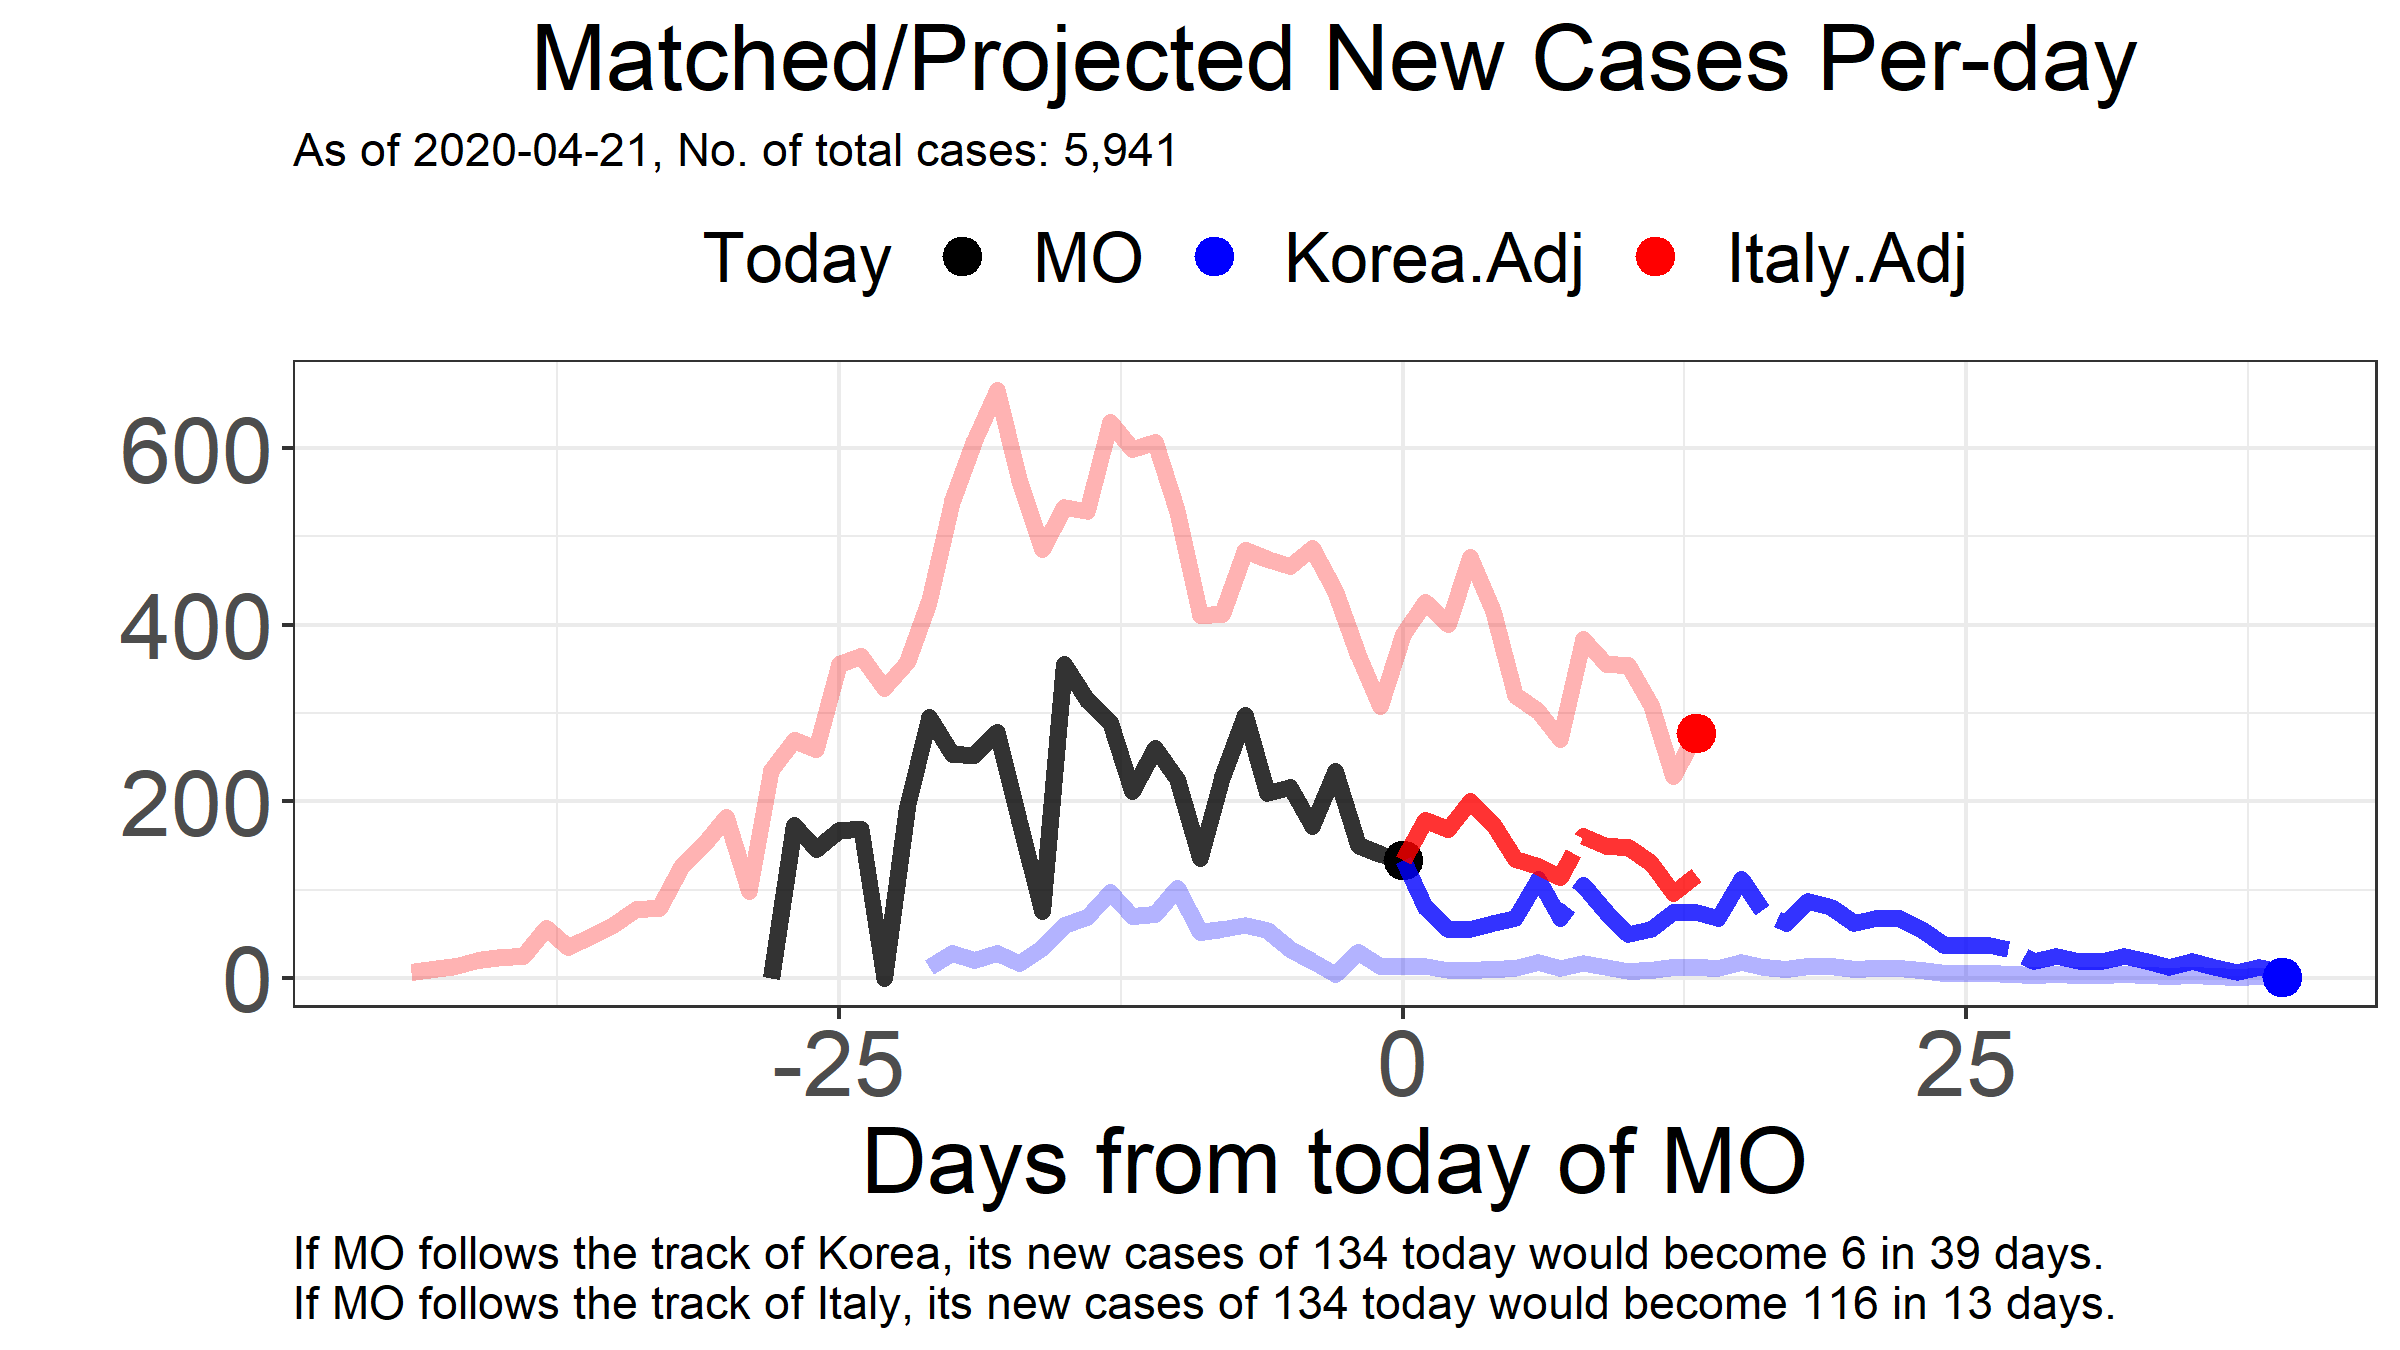 Matched/Projected New Cases Per-day
As of 2020-04-21, No. of total cases: 5,941
Today MO Korea.Adj Italy.Adj
600
400
200
0
-25 0 25
Days from today of MO
If MO follows the track of Korea, its new cases of 134 today would become 6 in 39 days.
If MO follows the track of Italy, its new cases of 134 today would become 116 in 13 days.